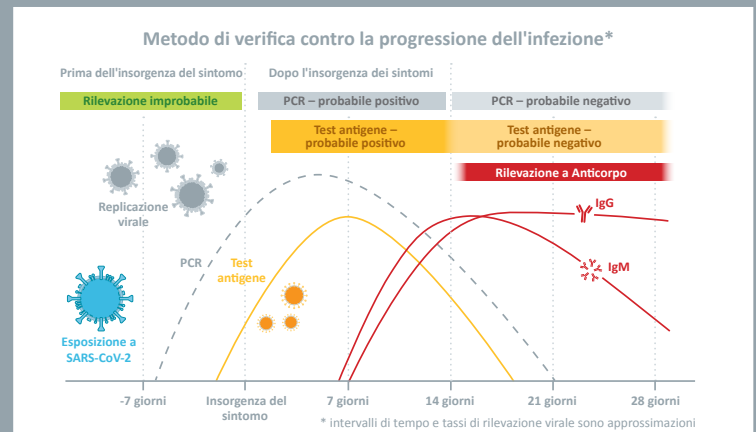 Metodo di verifica contro la progressione dell'infezione*
Prima dell'insorgenza del sintomo
Dopo l'insorgenza dei sintomi
Rilevazione improbabile
PCR – probabile positivo
PCR – probabile negativo
Test antigene –
probabile positivo
Test antigene –
probabile negativo
Rilevazione a Anticorpo
Replicazione
virale
IgG
PCR
Test
antigene
IgM
Esposizione a
SARS-CoV-2
-7 giorni
Insorgenza del
sintomo
7 giorni
14 giorni
21 giorni
28 giorni
* intervalli di tempo e tassi di rilevazione virale sono approssimazioni